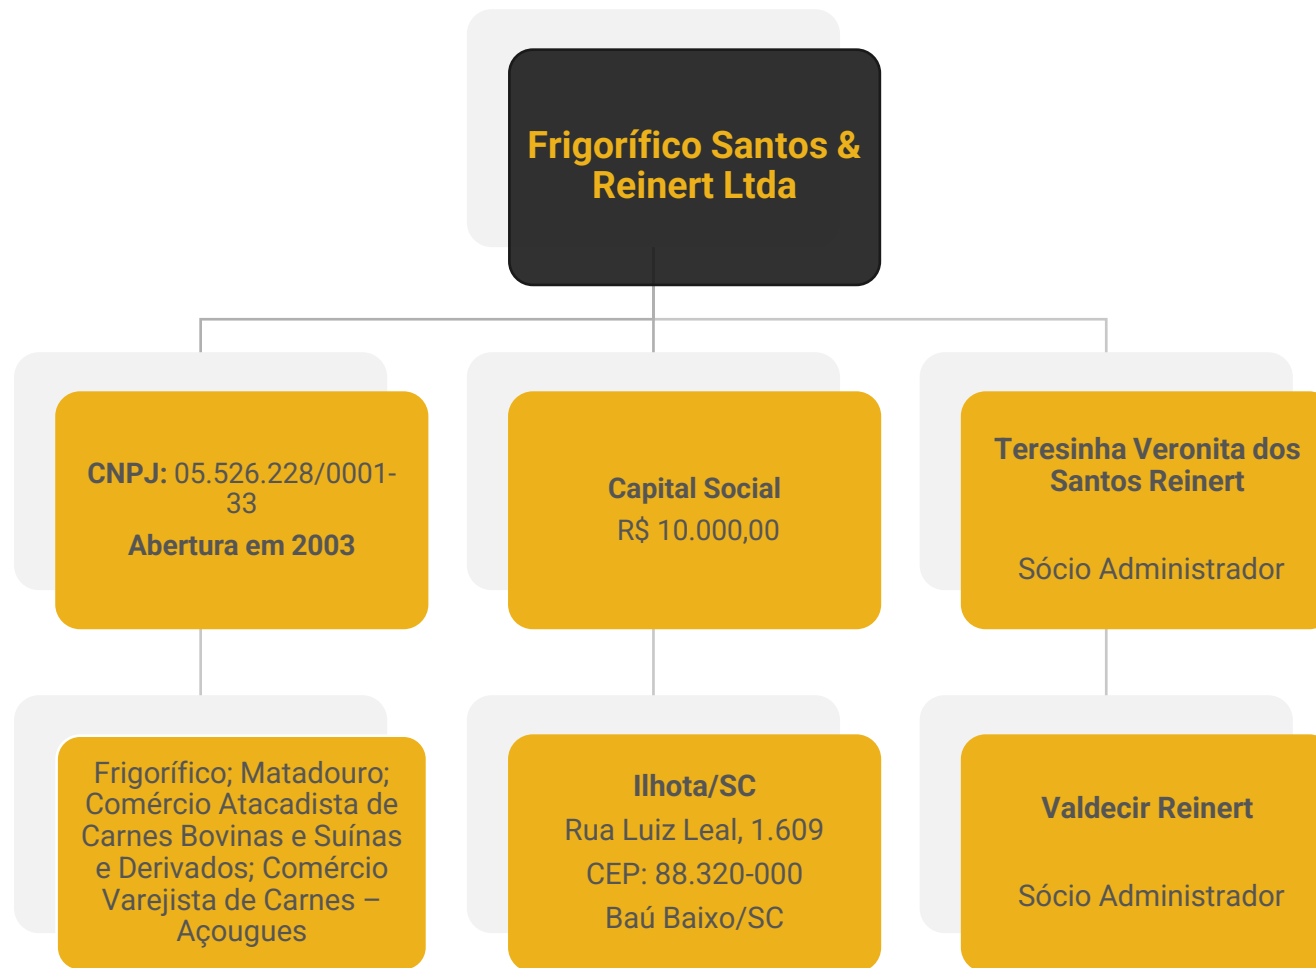 Frigorífico Santos &
Reinert Ltda
CNPJ: 05.526.228/0001-
33
Abertura em 2003
Capital Social
R$ 10.000,00
Teresinha Veronita dos
Santos Reinert
Sócio Administrador
Frigorífico; Matadouro;
Comércio Atacadista de
Carnes Bovinas e Suínas
e Derivados; Comércio
Varejista de Carnes –
Açougues
Ilhota/SC
Rua Luiz Leal, 1.609
CEP: 88.320-000
Baú Baixo/SC
Valdecir Reinert
Sócio Administrador